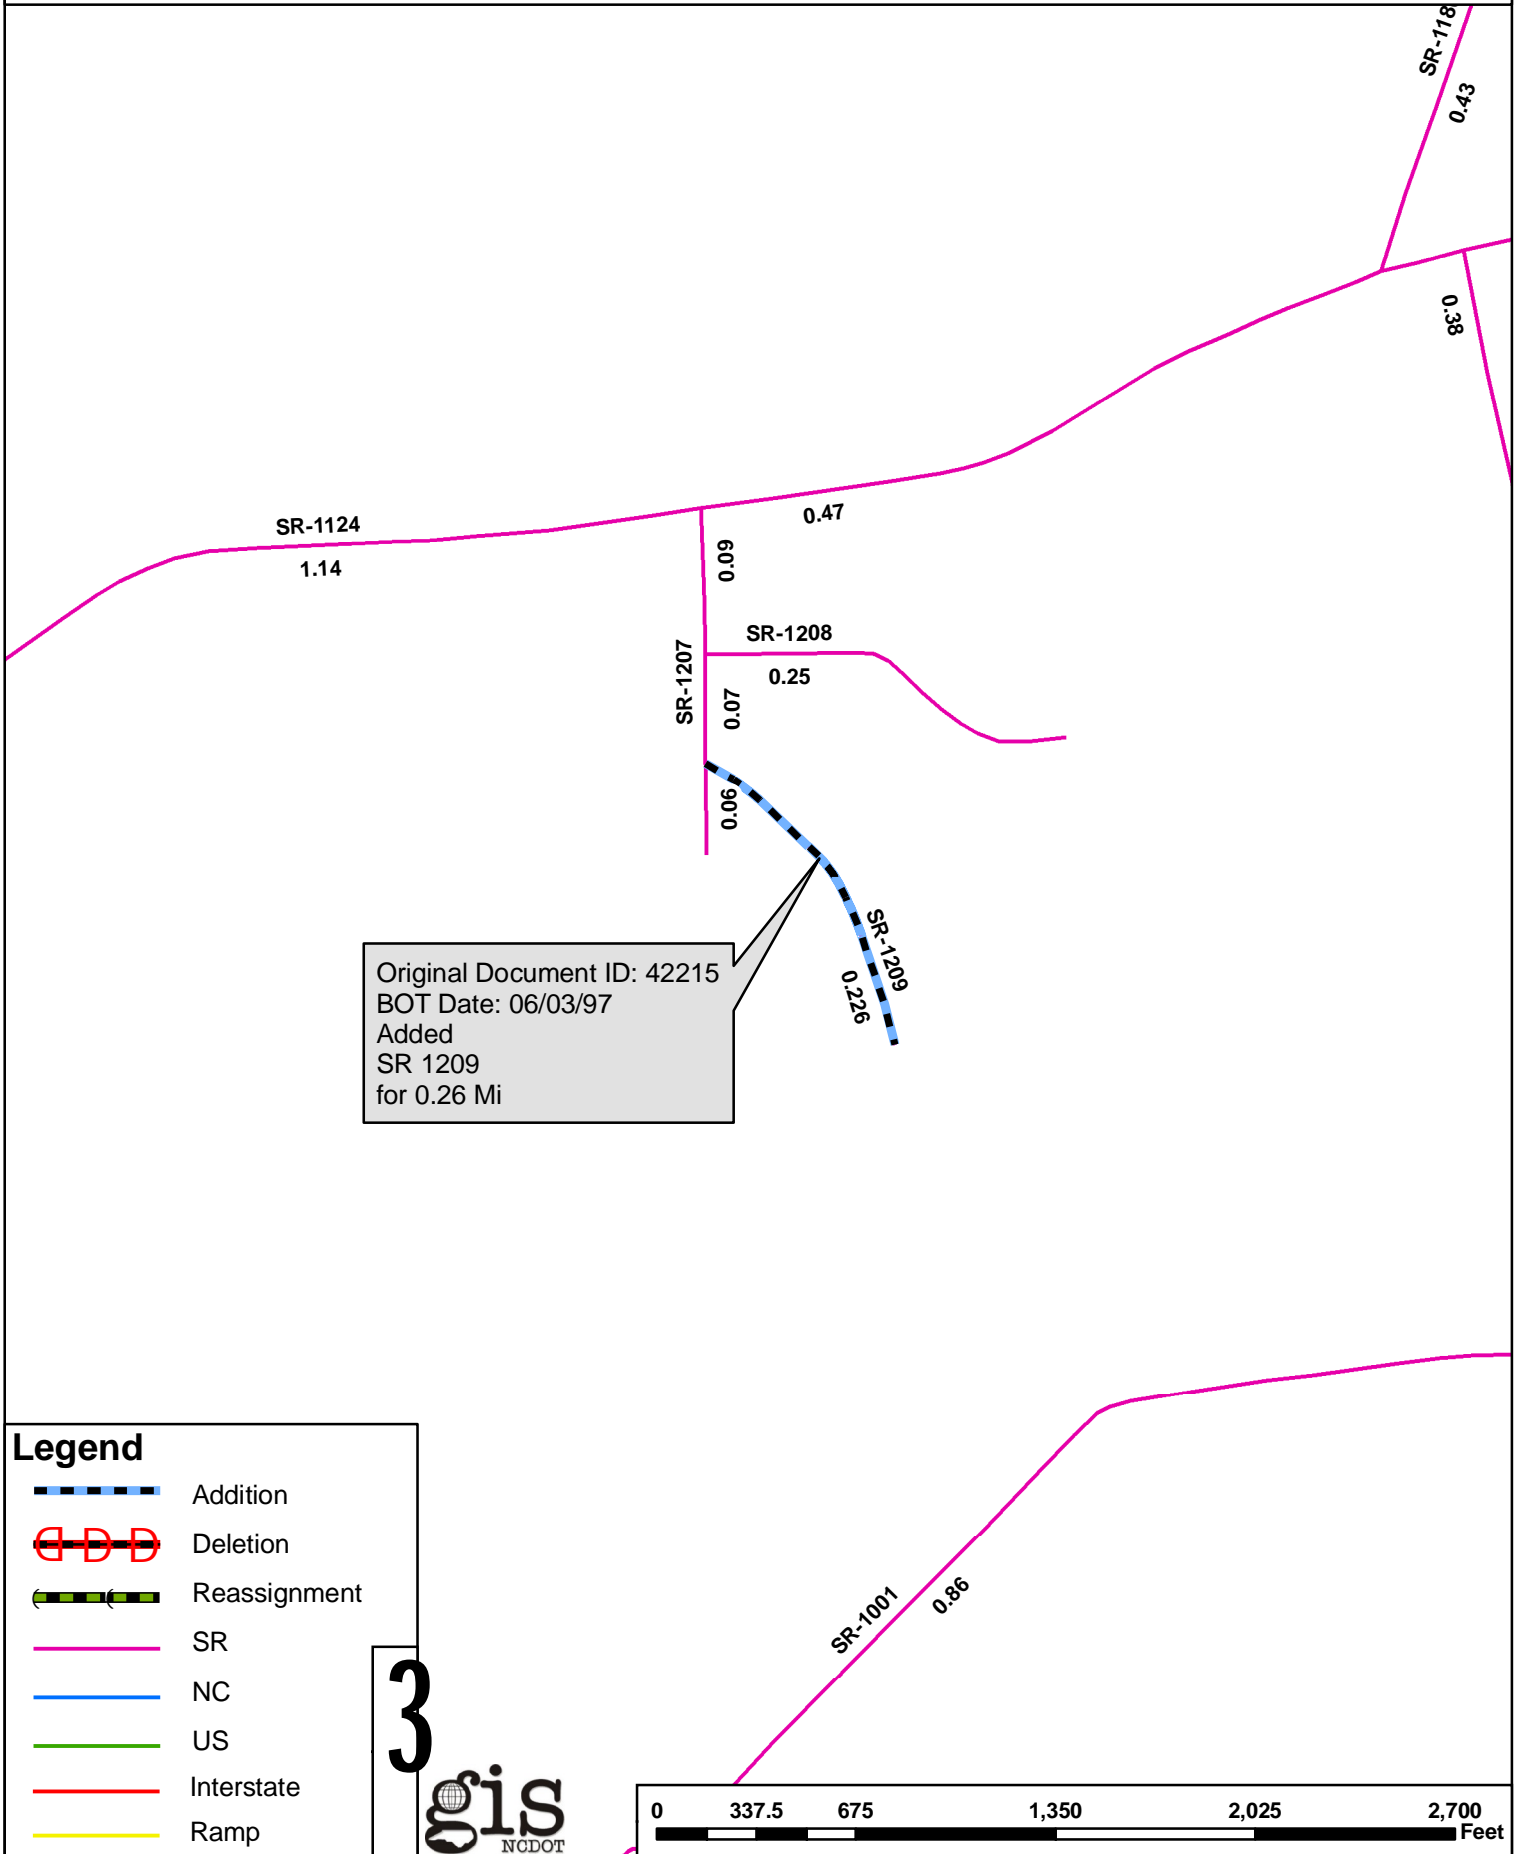 SR-118
0.43
0.38
SR-1124
1.14
0.47
0.09
SR-1208
0.25
SR-1207
0.07
0.06
SR-1209
0.226
Original Document ID: 42215
BOT Date: 06/03/97
Added
SR 1209
for 0.26 Mi
SR-1001
0.86
Legend
Addition
D D D
Deletion
Reassignment
SR
NC
US
Interstate
Ramp
3
gis
NCDOT
0 337.5 675 1,350 2,025 2,700
Feet